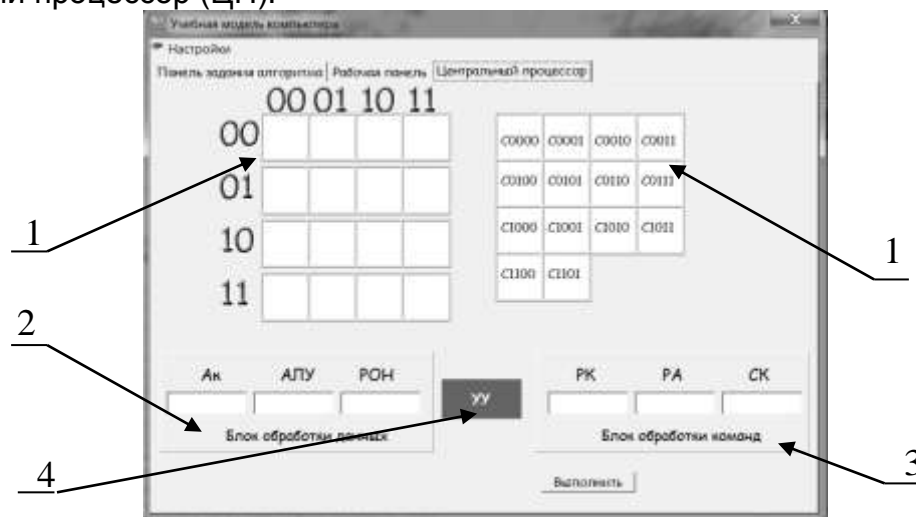 й процессор (ЦП).
Учебная модель компьютера
Настройки
Панель задания алгоритма Рабочая панель Центральный процессор
00 01 10 11
00
01
10
11
C0000 C0001 C0010 C0011
C0100 C0101 C0110 C0111
C1000 C1001 C1010 C1011
C1100 C1101
1
1
2
Ак АЛУ РОН
Блок обработки данных
УУ
РК РА СК
Блок обработки команд
4
3
Выполнить